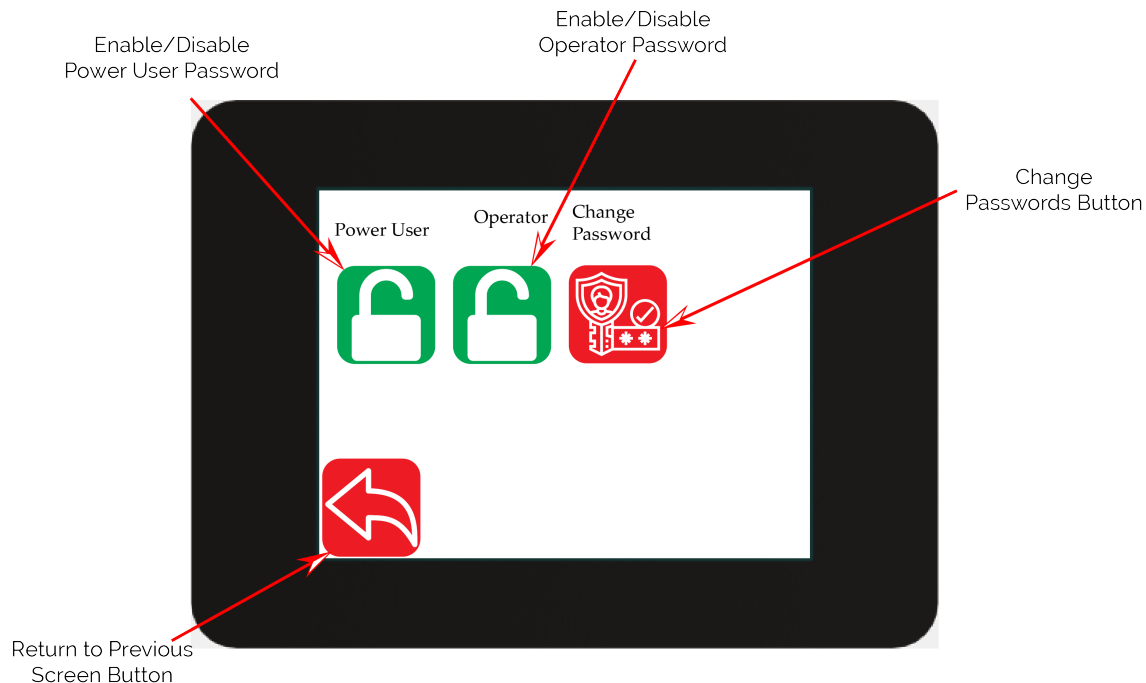 Enable/Disable
Operator Password
Enable/Disable
Power User Password
Change
Passwords Button
Power User
Operator
Change
Password
Return to Previous
Screen Button